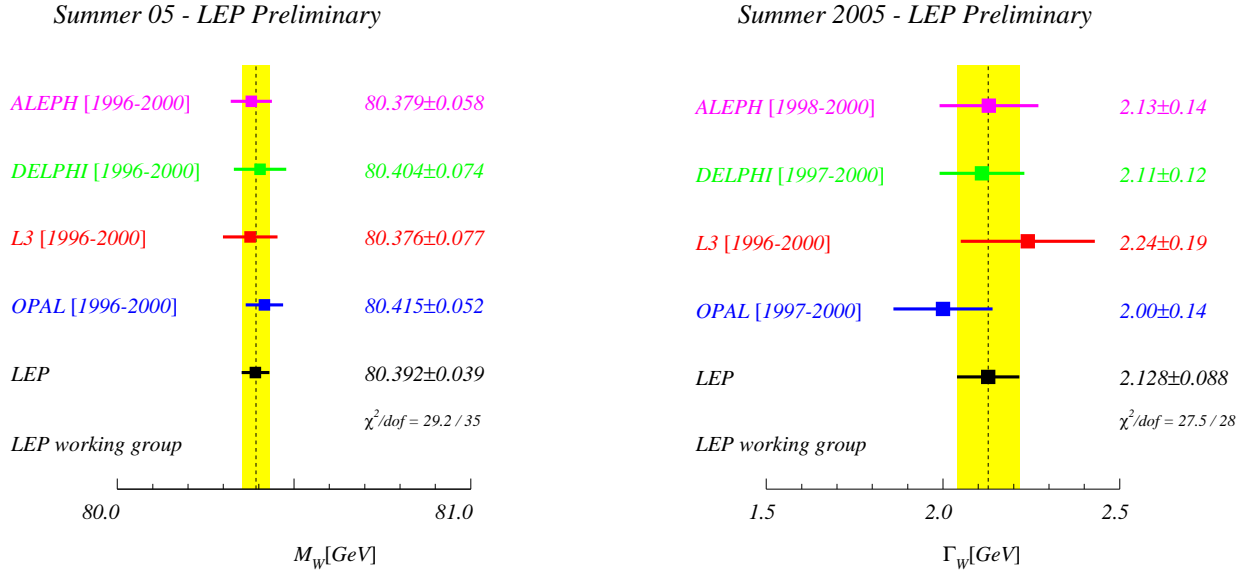 Summer 05 - LEP Preliminary
ALEPH [1996-2000] 80.379±0.058
DELPHI [1996-2000] 80.404±0.074
L3 [1996-2000] 80.376±0.077
OPAL [1996-2000] 80.415±0.052
LEP 80.392±0.039
χ²/dof = 29.2 / 35
LEP working group
80.0 81.0
M_W[GeV]
Summer 2005 - LEP Preliminary
ALEPH [1998-2000] 2.13±0.14
DELPHI [1997-2000] 2.11±0.12
L3 [1996-2000] 2.24±0.19
OPAL [1997-2000] 2.00±0.14
LEP 2.128±0.088
χ²/dof = 27.5 / 28
LEP working group
1.5 2.0 2.5
Γ_W[GeV]